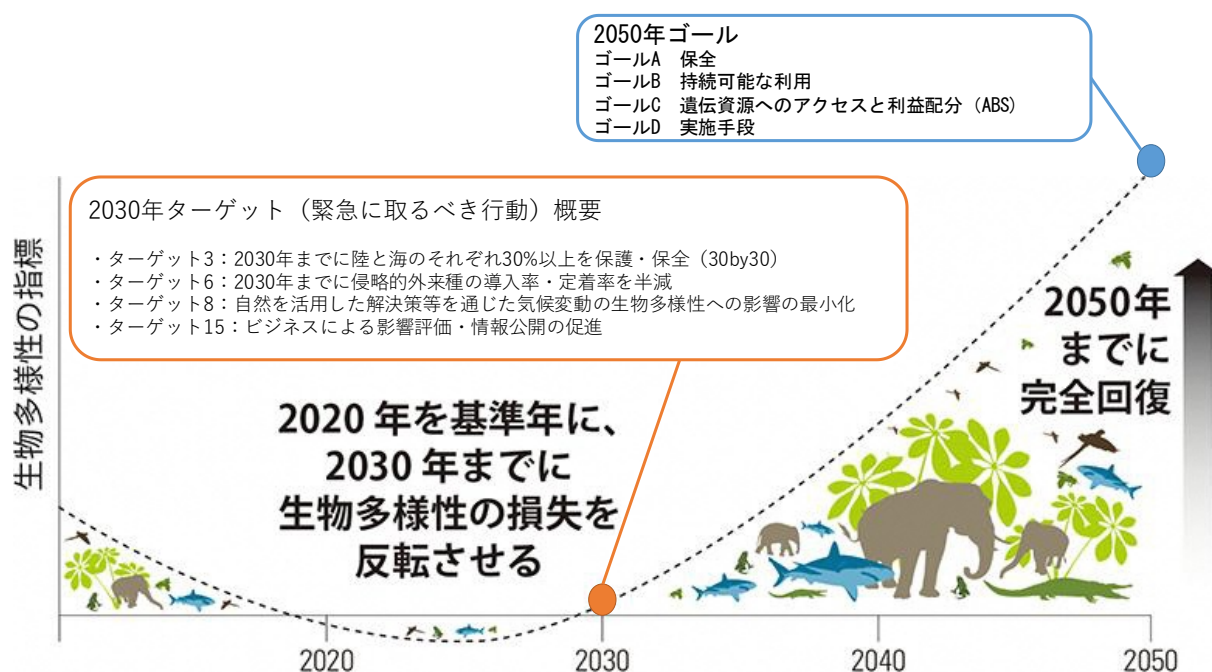 2050年ゴール
ゴールA 保全
ゴールB 持続可能な利用
ゴールC 遺伝資源へのアクセスと利益配分（ABS）
ゴールD 実施手段
2030年ターゲット（緊急に取るべき行動）概要
・ターゲット3：2030年までに陸と海のそれぞれ30%以上を保護・保全（30by30）
・ターゲット6：2030年までに侵略的外来種の導入率・定着率を半減
・ターゲット8：自然を活用した解決策等を通じた気候変動の生物多様性への影響の最小化
・ターゲット15：ビジネスによる影響評価・情報公開の促進
生物多様性の指標
2020 年を基準年に、
2030 年までに
生物多様性の損失を
反転させる
2050年
までに
完全回復
2020
2030
2040
2050